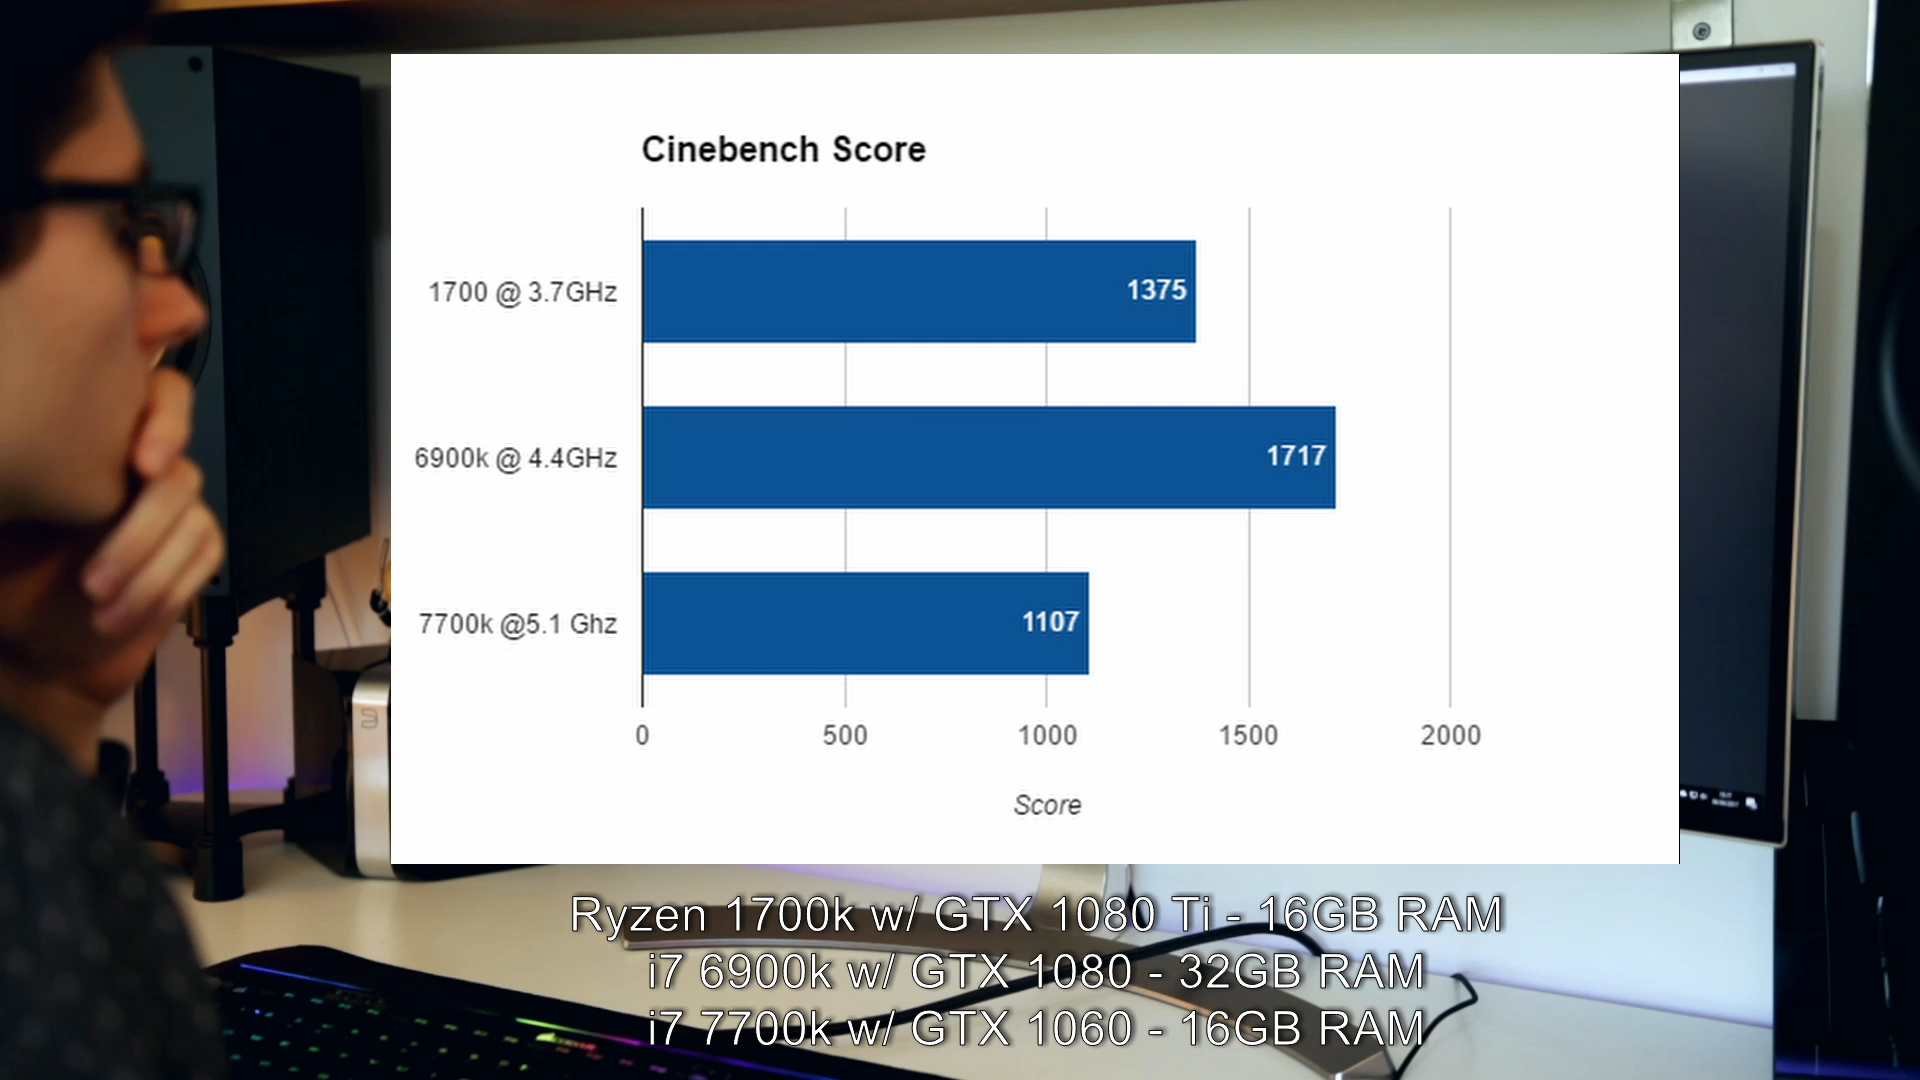 Cinebench Score
1700 @ 3.7GHz
1375
6900k @ 4.4GHz
1717
7700k @5.1 Ghz
1107
0 500 1000 1500 2000
Score
Ryzen 1700k w/ GTX 1080 Ti - 16GB RAM
i7 6900k w/ GTX 1080 - 32GB RAM
i7 7700k w/ GTX 1060 - 16GB RAM